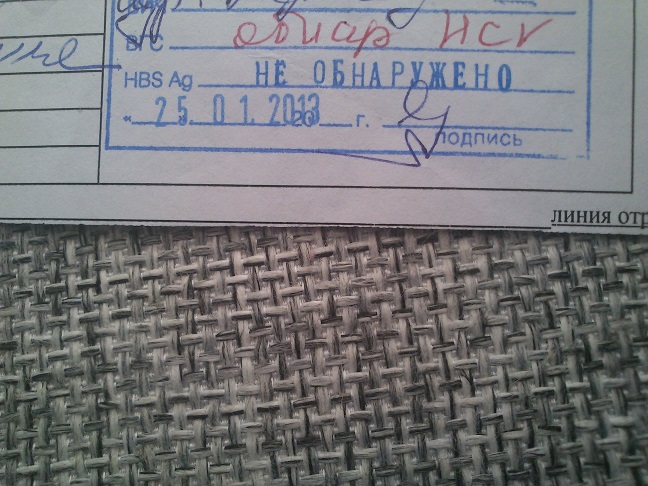 В/С обнар HCV
HBS Ag НЕ ОБНАРУЖЕНО
« 25. 01. 2013 г.
подпись
линия отр